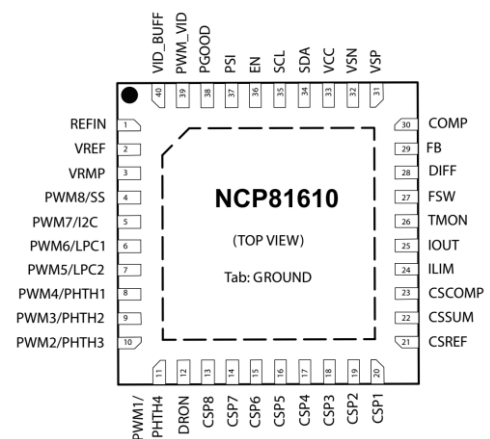 VID_BUFF
PWM_VID
PGOOD
PSI
EN
SCL
SDA
VCC
VSN
VSP
40
39
38
37
36
35
34
33
32
31
REFIN 1
VREF 2
VRMP 3
PWM8/SS 4
PWM7/I2C 5
PWM6/LPC1 6
PWM5/LPC2 7
PWM4/PHTH1 8
PWM3/PHTH2 9
PWM2/PHTH3 10
NCP81610
(TOP VIEW)
Tab: GROUND
30 COMP
29 FB
28 DIFF
27 FSW
26 TMON
25 IOUT
24 ILIM
23 CSCOMP
22 CSSUM
21 CSREF
11
12
13
14
15
16
17
18
19
20
PWM1/
PHTH4
DRON
CSP8
CSP7
CSP6
CSP5
CSP4
CSP3
CSP2
CSP1